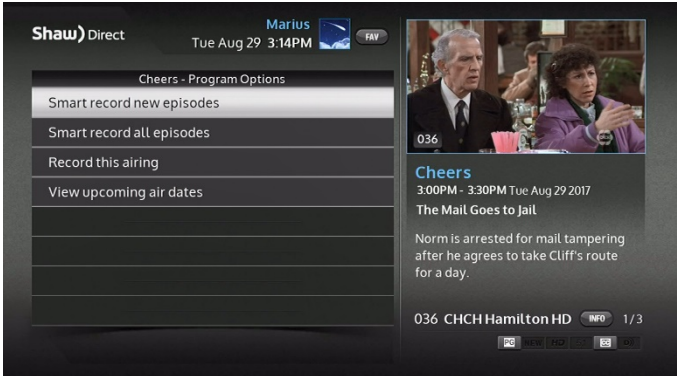 Shaw) Direct
Marius
Tue Aug 29 3:14PM
FAV
Cheers - Program Options
Smart record new episodes
Smart record all episodes
Record this airing
View upcoming air dates
036
Cheers
3:00PM - 3:30PM Tue Aug 29 2017
The Mail Goes to Jail
Norm is arrested for mail tampering
after he agrees to take Cliff's route
for a day.
036 CHCH Hamilton HD INFO 1/3
PG NEW HD CC